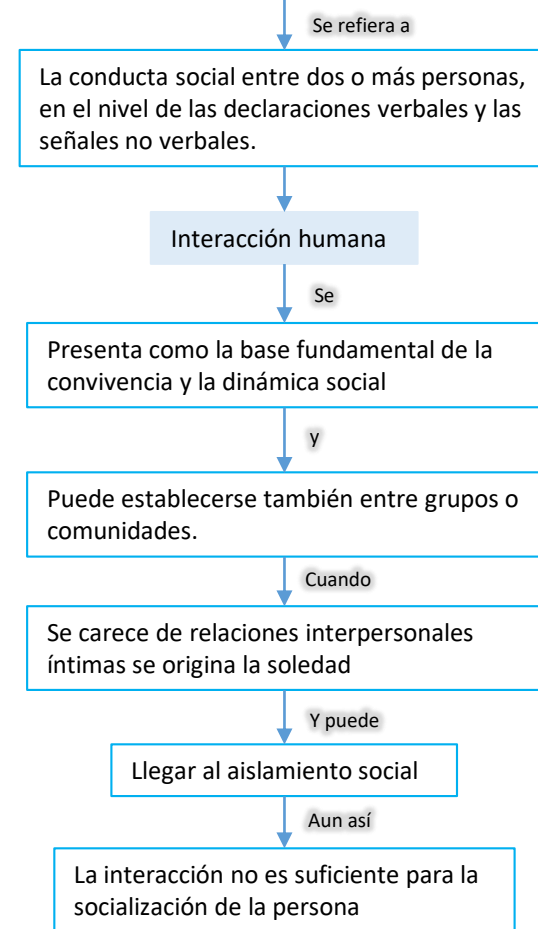 Se refiera a
La conducta social entre dos o más personas,
en el nivel de las declaraciones verbales y las
señales no verbales.
Interacción humana
Se
Presenta como la base fundamental de la
convivencia y la dinámica social
y
Puede establecerse también entre grupos o
comunidades.
Cuando
Se carece de relaciones interpersonales
íntimas se origina la soledad
Y puede
Llegar al aislamiento social
Aun así
La interacción no es suficiente para la
socialización de la persona